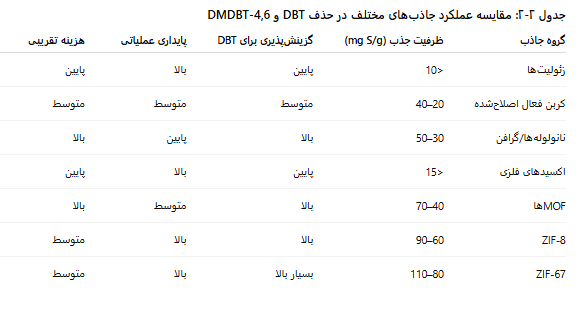 جدول ۲-۲: مقایسه عملکرد جاذب‌های مختلف در حذف DBT و DMDBT-4,6
گروه جاذب ظرفیت جذب (mg S/g) گزینش‌پذیری برای DBT پایداری عملیاتی هزینه تقریبی
زئولیت‌ها <10 پایین بالا پایین
کربن فعال اصلاح‌شده 20–40 متوسط متوسط متوسط
نانولوله‌ها/گرافن 30–50 بالا پایین بالا
اکسیدهای فلزی <15 پایین بالا پایین
MOFها 40–70 بالا متوسط بالا
ZIF-8 60–90 بالا بالا متوسط
ZIF-67 80–110 بسیار بالا بالا متوسط